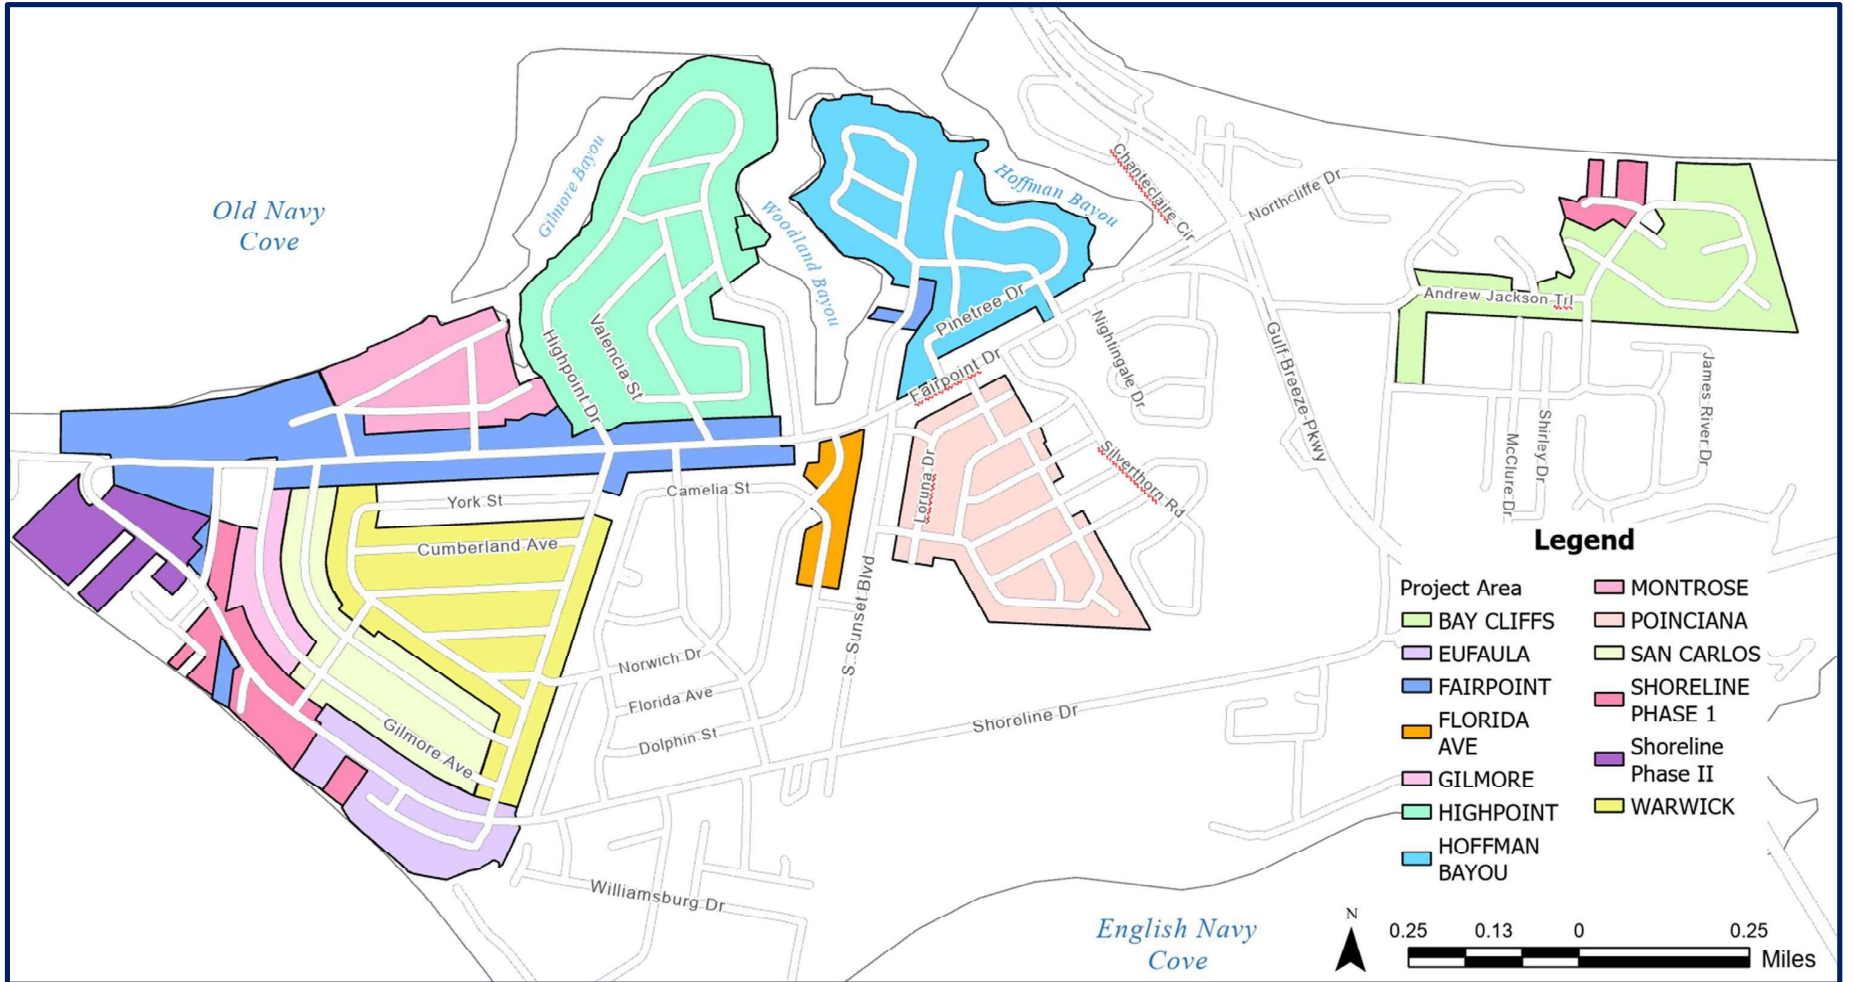 Old Navy
Cove
Gilmore Bayou
Woodland Bayou
Hoffman Bayou
Chanteclaire Cir
Northcliffe Dr
Andrew Jackson Trl
Pinetree Dr
Fairpoint Dr
Nightingale Dr
Gulf Breeze Pkwy
Highpoint Dr
Valencia St
James River Dr
Shirley Dr
McClure Dr
Silverthorn Rd
Loruna Dr
York St
Camelia St
Cumberland Ave
S. Sunset Blvd
Norwich Dr
Florida Ave
Dolphin St
Shoreline Dr
Gilmore Ave
Williamsburg Dr
English Navy
Cove
Legend
Project Area
BAY CLIFFS
EUFAULA
FAIRPOINT
FLORIDA
AVE
GILMORE
HIGHPOINT
HOFFMAN
BAYOU
MONTROSE
POINCIANA
SAN CARLOS
SHORELINE
PHASE 1
Shoreline
Phase II
WARWICK
N
0.25 0.13 0 0.25
Miles